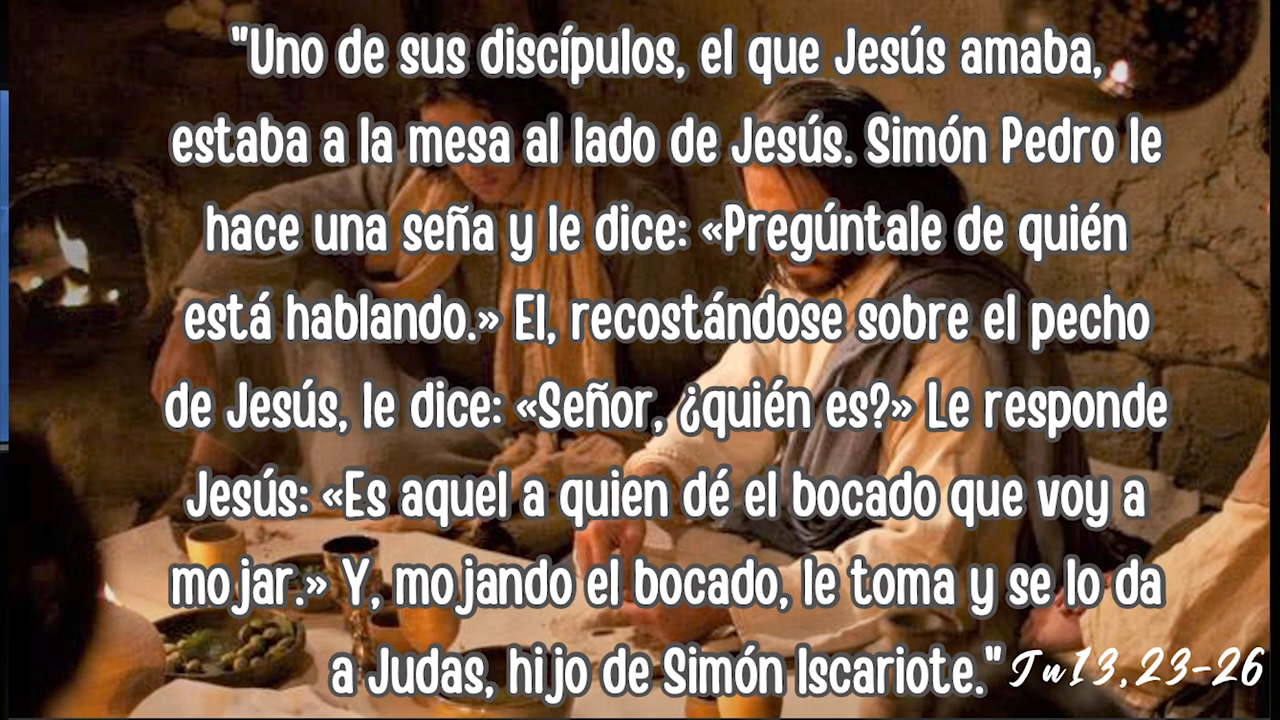 "Uno de sus discípulos, el que Jesús amaba,
estaba a la mesa al lado de Jesús. Simón Pedro le
hace una seña y le dice: «Pregúntale de quién
está hablando.» El, recostándose sobre el pecho
de Jesús, le dice: «Señor, ¿quién es?» Le responde
Jesús: «Es aquel a quien dé el bocado que voy a
mojar.» Y, mojando el bocado, le toma y se lo da
a Judas, hijo de Simón Iscariote." Jn13,23-26